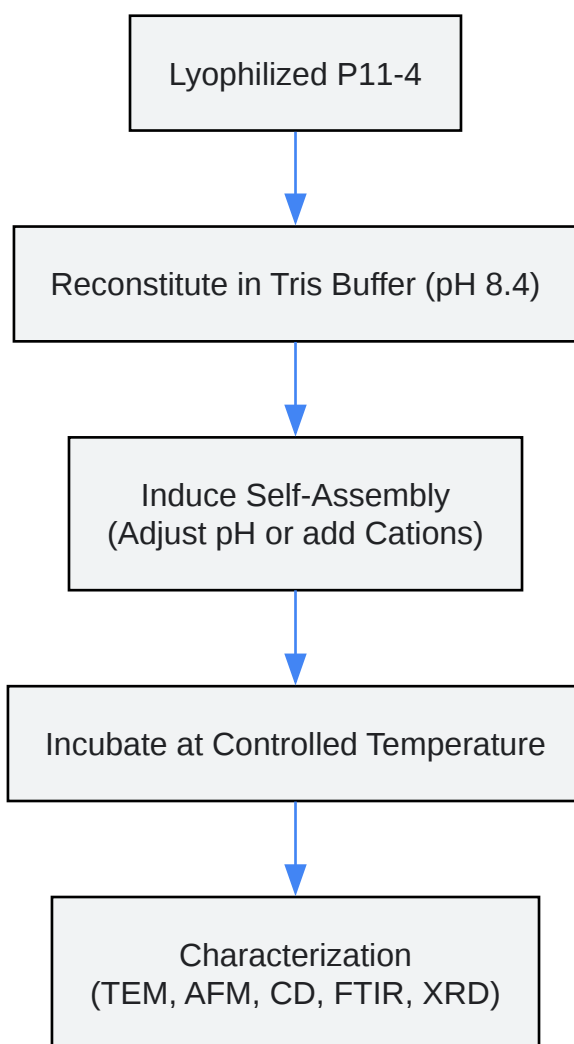 Lyophilized P11-4
Reconstitute in Tris Buffer (pH 8.4)
Induce Self-Assembly
(Adjust pH or add Cations)
Incubate at Controlled Temperature
Characterization
(TEM, AFM, CD, FTIR, XRD)